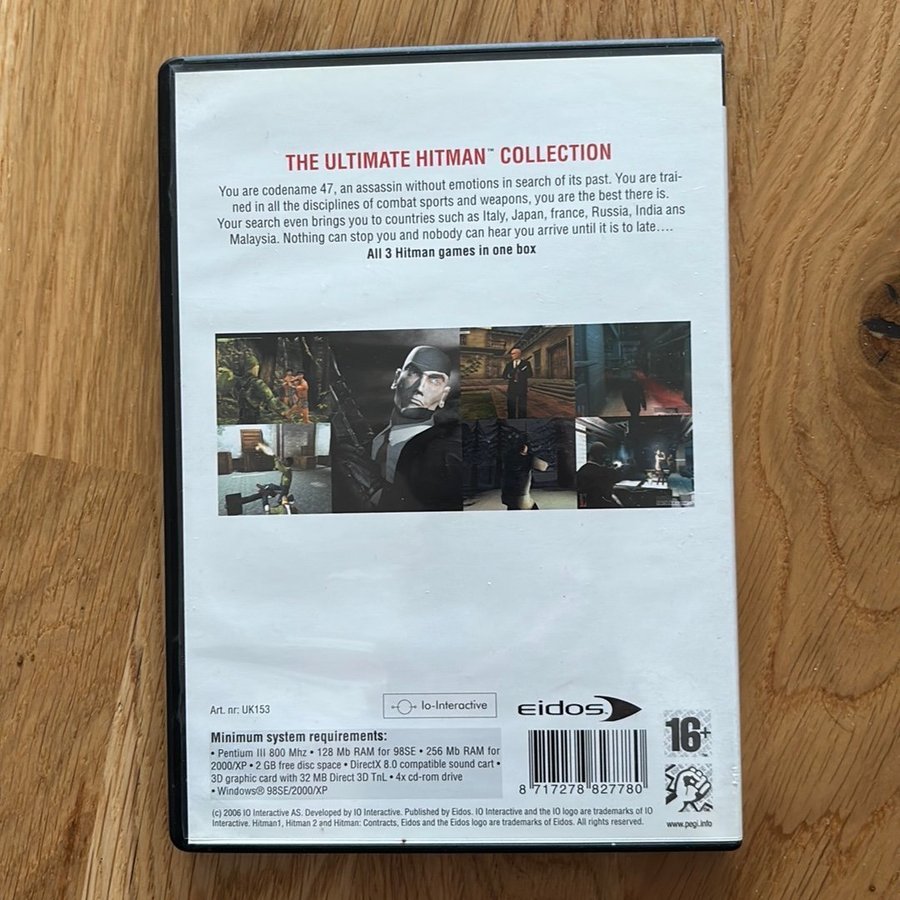 THE ULTIMATE HITMAN™ COLLECTION
You are codename 47, an assassin without emotions in search of its past. You are trai-
ned in all the disciplines of combat sports and weapons, you are the best there is.
Your search even brings you to countries such as Italy, Japan, france, Russia, India ans
Malaysia. Nothing can stop you and nobody can hear you arrive until it is to late....
All 3 Hitman games in one box
Art. nr: UK153
Io-Interactive
eidos™
16+
Minimum system requirements:
• Pentium III 800 Mhz • 128 Mb RAM for 98SE • 256 Mb RAM for
2000/XP • 2 GB free disc space • DirectX 8.0 compatible sound cart •
3D graphic card with 32 MB Direct 3D TnL • 4x cd-rom drive
• Windows® 98SE/2000/XP
8 717278 827780
(c) 2006 IO Interactive AS. Developed by IO Interactive. Published by Eidos. IO Interactive and the IO logo are trademarks of IO
Interactive. Hitman1, Hitman 2 and Hitman: Contracts, Eidos and the Eidos logo are trademarks of Eidos. All rights reserved.
www.pegi.info